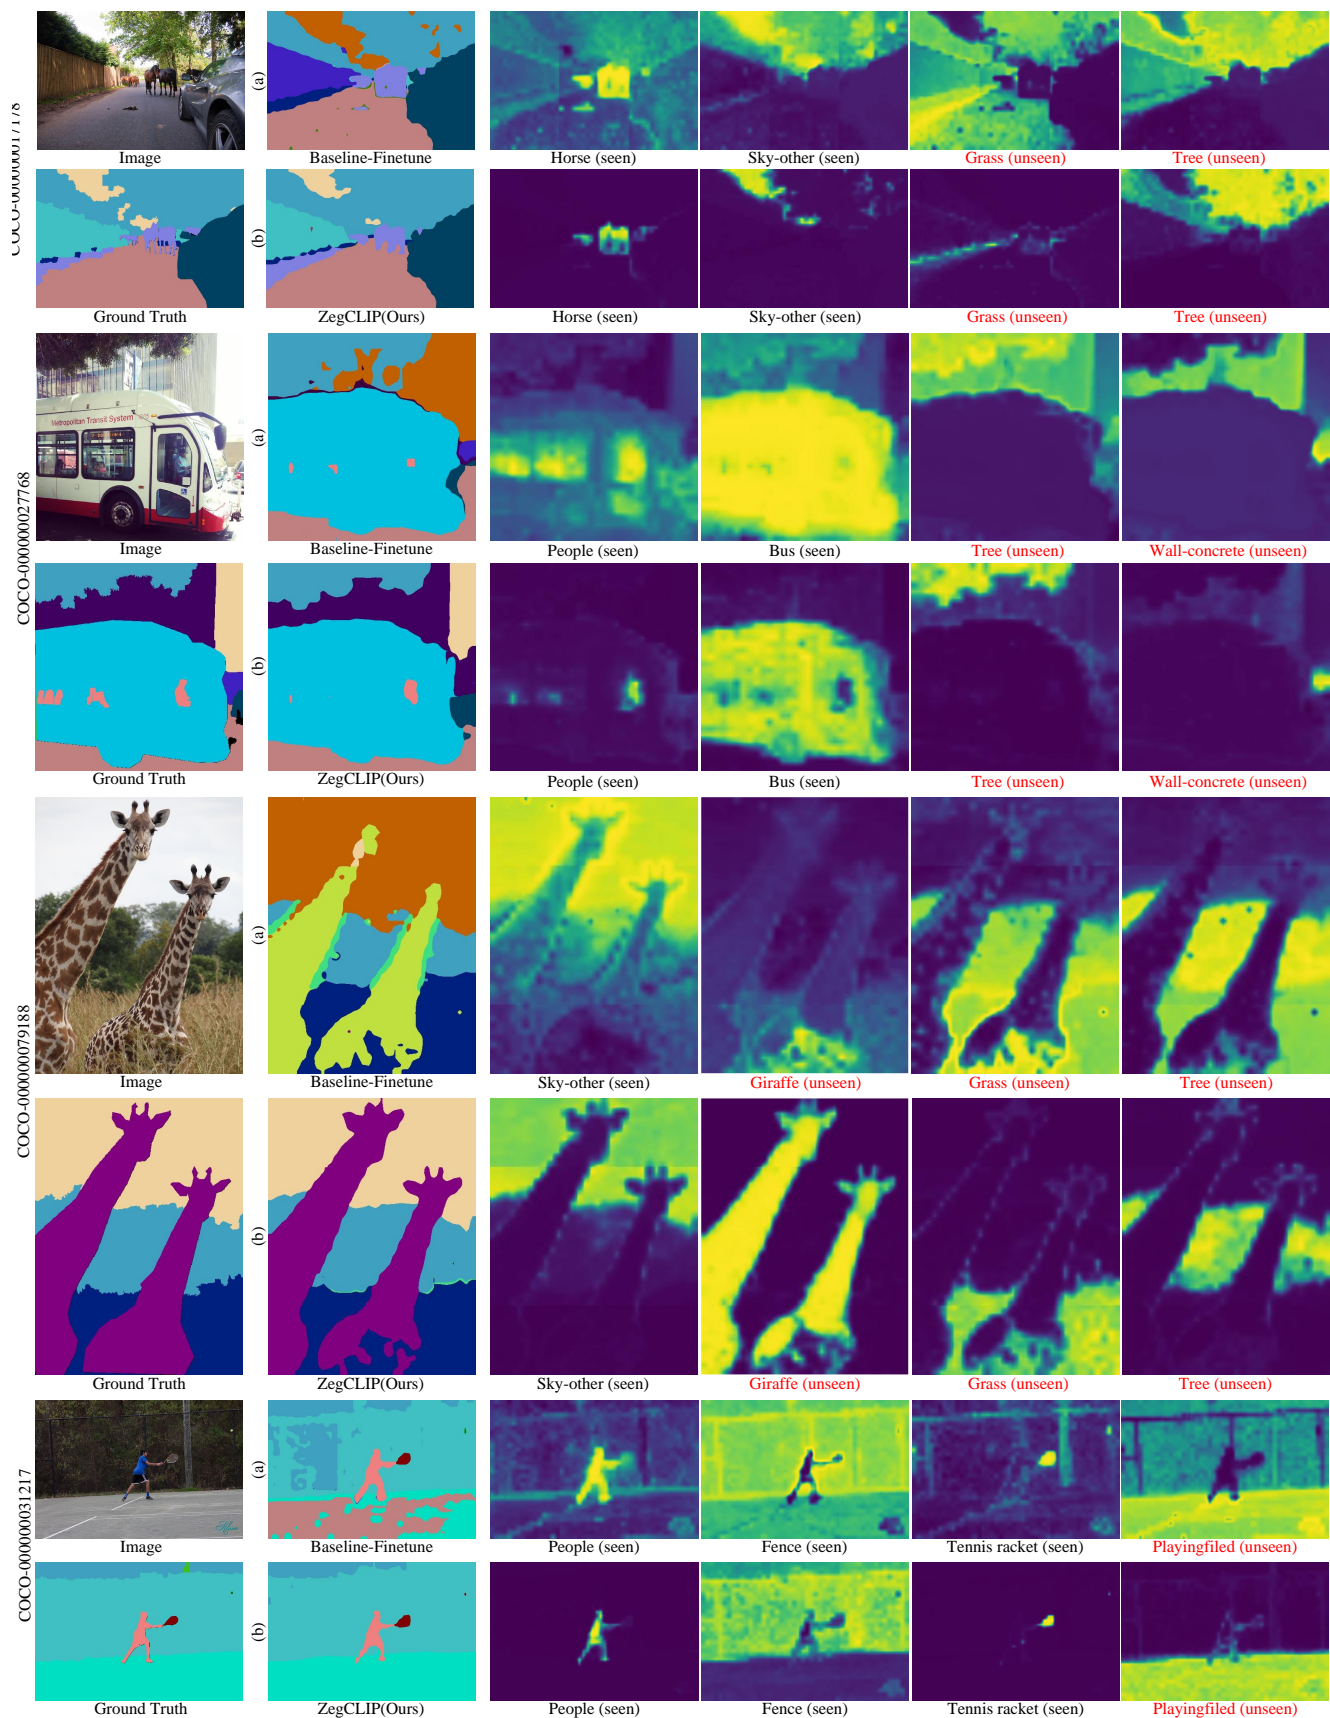 COCO-000000017178
(a)
Image
Baseline-Finetune
Horse (seen)
Sky-other (seen)
Grass (unseen)
Tree (unseen)
(b)
Ground Truth
ZegCLIP(Ours)
Horse (seen)
Sky-other (seen)
Grass (unseen)
Tree (unseen)
COCO-000000027768
Metropolitan Transit System
(a)
Image
Baseline-Finetune
People (seen)
Bus (seen)
Tree (unseen)
Wall-concrete (unseen)
(b)
Ground Truth
ZegCLIP(Ours)
People (seen)
Bus (seen)
Tree (unseen)
Wall-concrete (unseen)
COCO-000000079188
(a)
Image
Baseline-Finetune
Sky-other (seen)
Giraffe (unseen)
Grass (unseen)
Tree (unseen)
(b)
Ground Truth
ZegCLIP(Ours)
Sky-other (seen)
Giraffe (unseen)
Grass (unseen)
Tree (unseen)
COCO-000000031217
(a)
Image
Baseline-Finetune
People (seen)
Fence (seen)
Tennis racket (seen)
Playingfiled (unseen)
(b)
Ground Truth
ZegCLIP(Ours)
People (seen)
Fence (seen)
Tennis racket (seen)
Playingfiled (unseen)